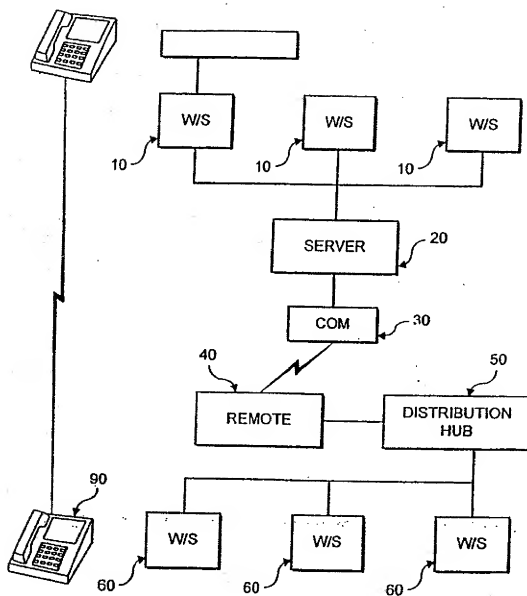 W/S
W/S
W/S
10
10
10
SERVER
20
COM
30
40
50
REMOTE
DISTRIBUTION
HUB
90
W/S
W/S
W/S
60
60
60